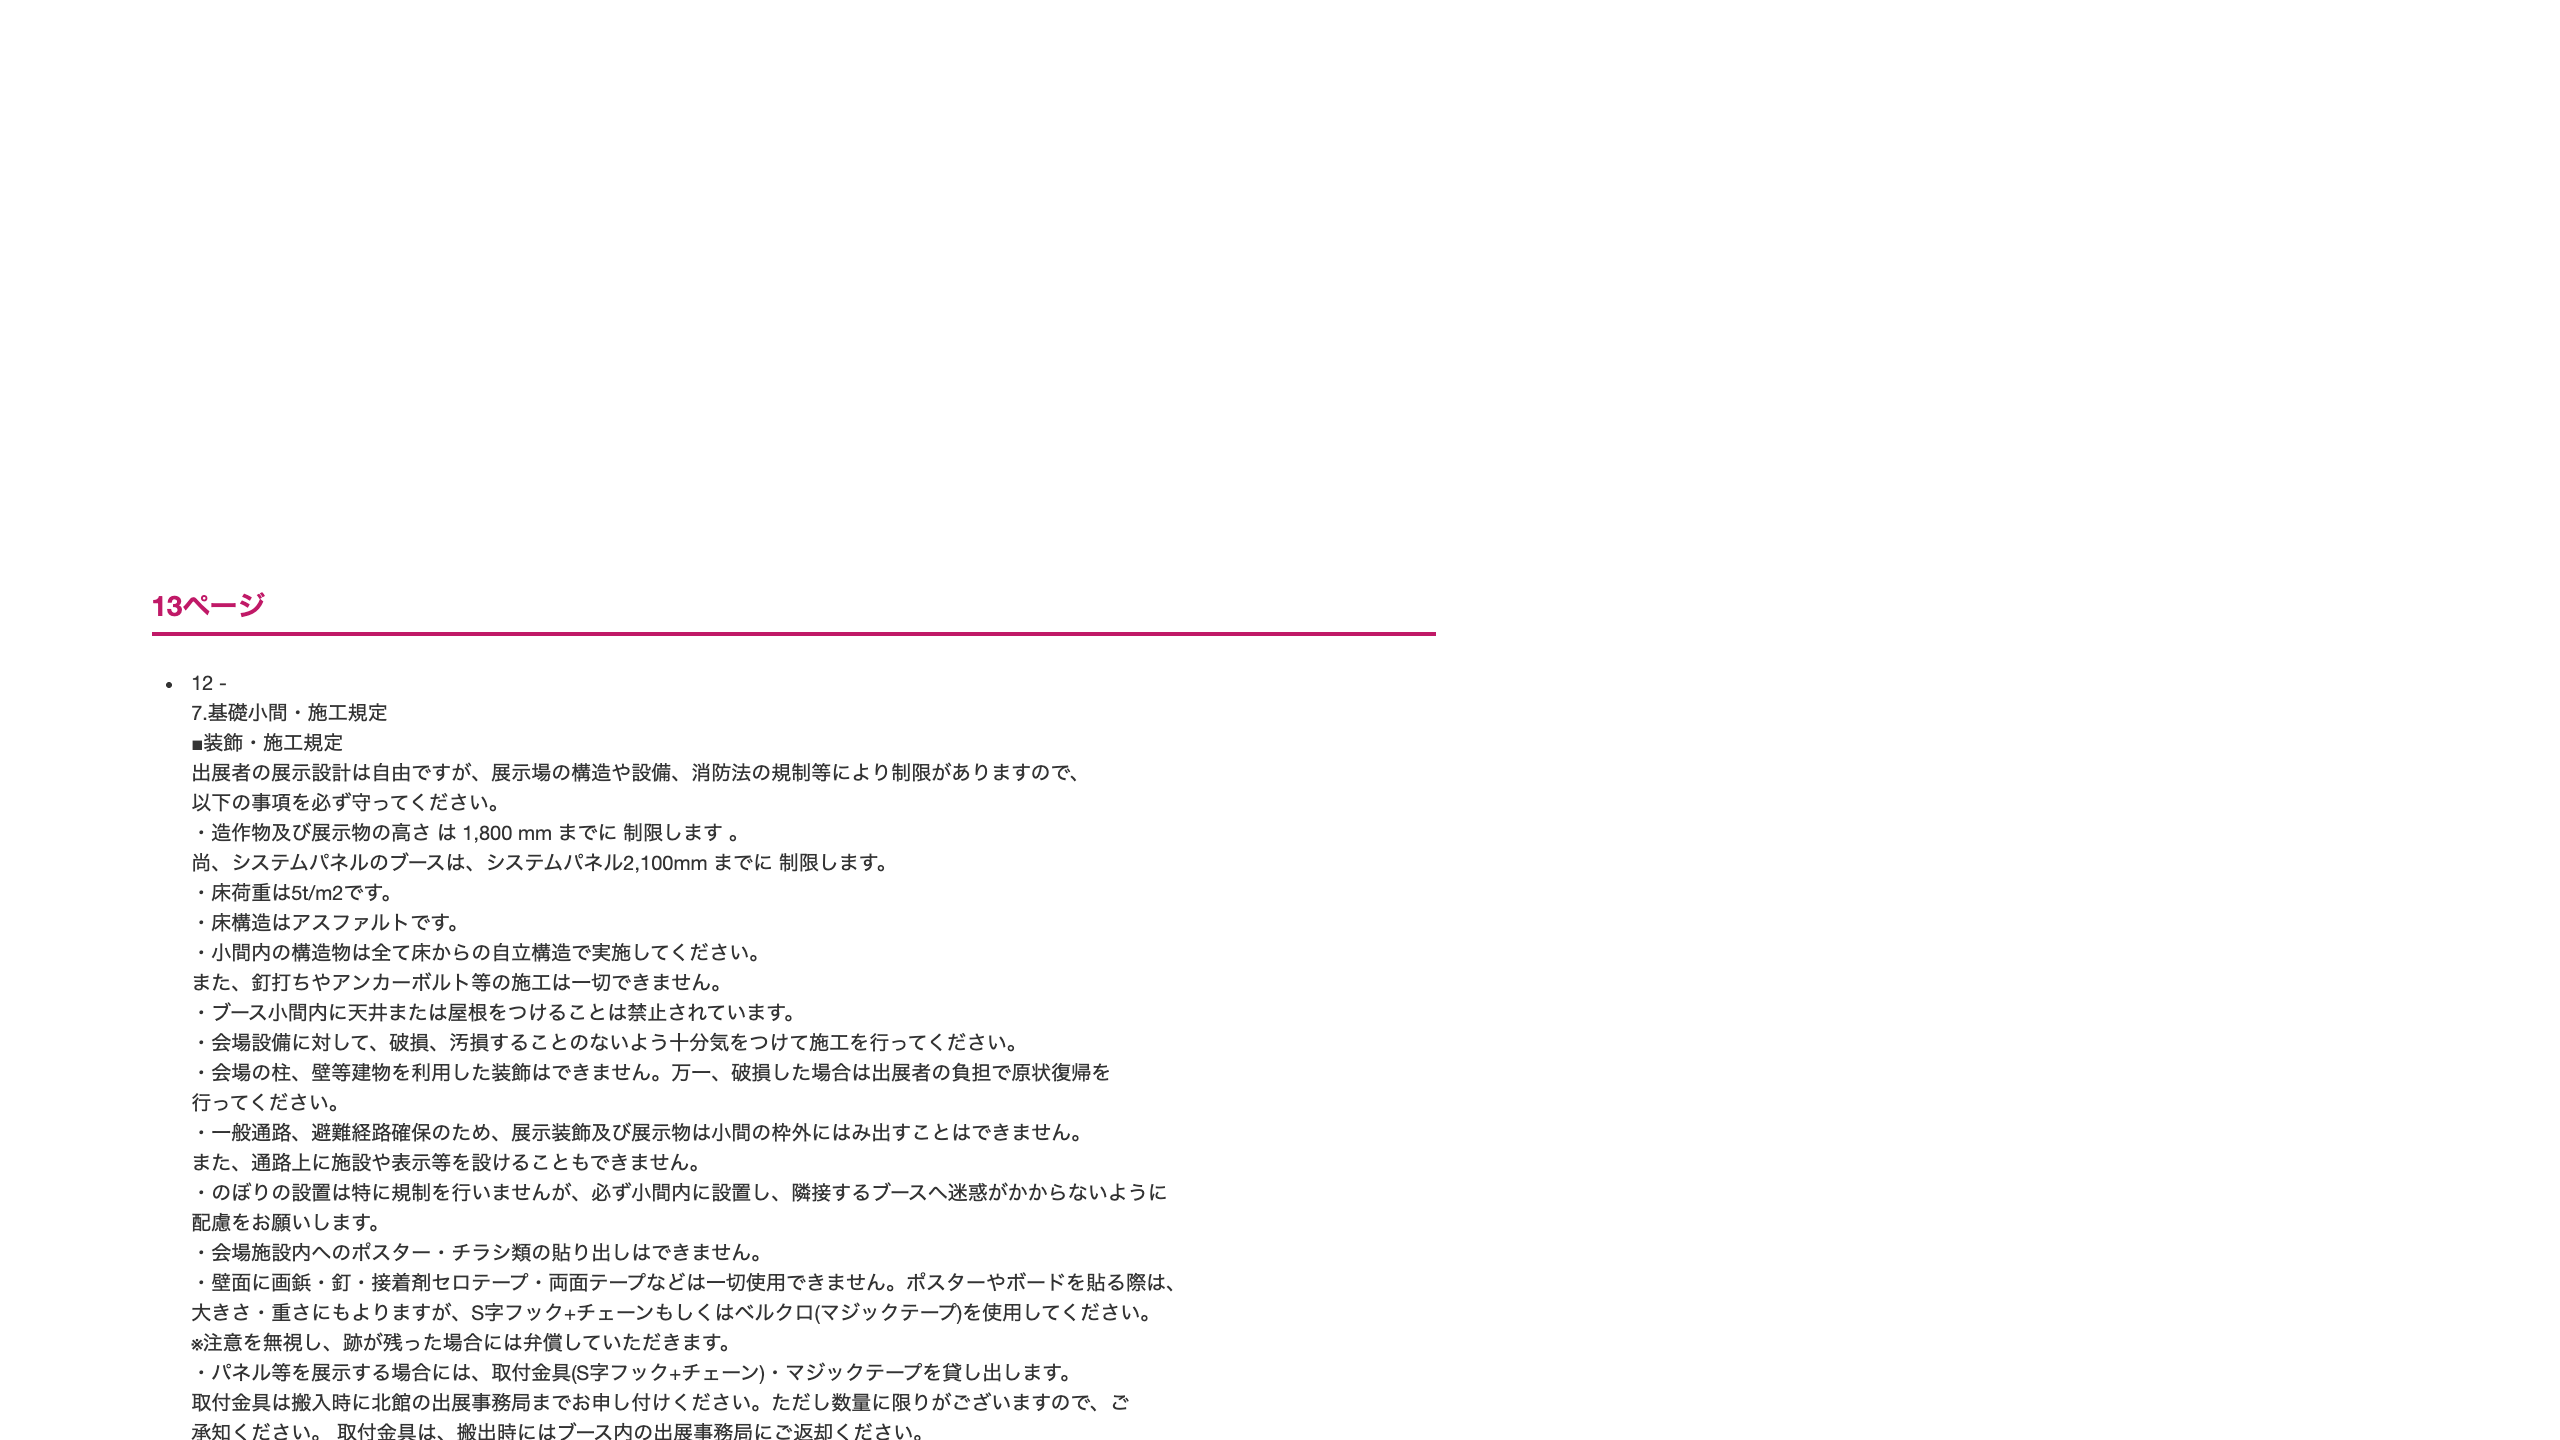 13ページ
• 12 -
7.基礎小間・施工規定
■装飾・施工規定
出展者の展示設計は自由ですが、展示場の構造や設備、消防法の規制等により制限がありますので、
以下の事項を必ず守ってください。
・造作物及び展示物の高さ は 1,800 mm までに 制限します 。
尚、システムパネルのブースは、システムパネル2,100mm までに 制限します。
・床荷重は5t/m2です。
・床構造はアスファルトです。
・小間内の構造物は全て床からの自立構造で実施してください。
また、釘打ちやアンカーボルト等の施工は一切できません。
・ブース小間内に天井または屋根をつけることは禁止されています。
・会場設備に対して、破損、汚損することのないよう十分気をつけて施工を行ってください。
・会場の柱、壁等建物を利用した装飾はできません。万一、破損した場合は出展者の負担で原状復帰を
行ってください。
・一般通路、避難経路確保のため、展示装飾及び展示物は小間の枠外にはみ出すことはできません。
また、通路上に施設や表示等を設けることもできません。
・のぼりの設置は特に規制を行いませんが、必ず小間内に設置し、隣接するブースへ迷惑がかからないように
配慮をお願いします。
・会場施設内へのポスター・チラシ類の貼り出しはできません。
・壁面に画鋲・釘・接着剤セロテープ・両面テープなどは一切使用できません。ポスターやボードを貼る際は、
大きさ・重さにもよりますが、S字フック+チェーンもしくはベルクロ(マジックテープ)を使用してください。
※注意を無視し、跡が残った場合には弁償していただきます。
・パネル等を展示する場合には、取付金具(S字フック+チェーン)・マジックテープを貸し出します。
取付金具は搬入時に北館の出展事務局までお申し付けください。ただし数量に限りがございますので、ご
承知ください。 取付金具は、搬出時にはブース内の出展事務局にご返却ください。